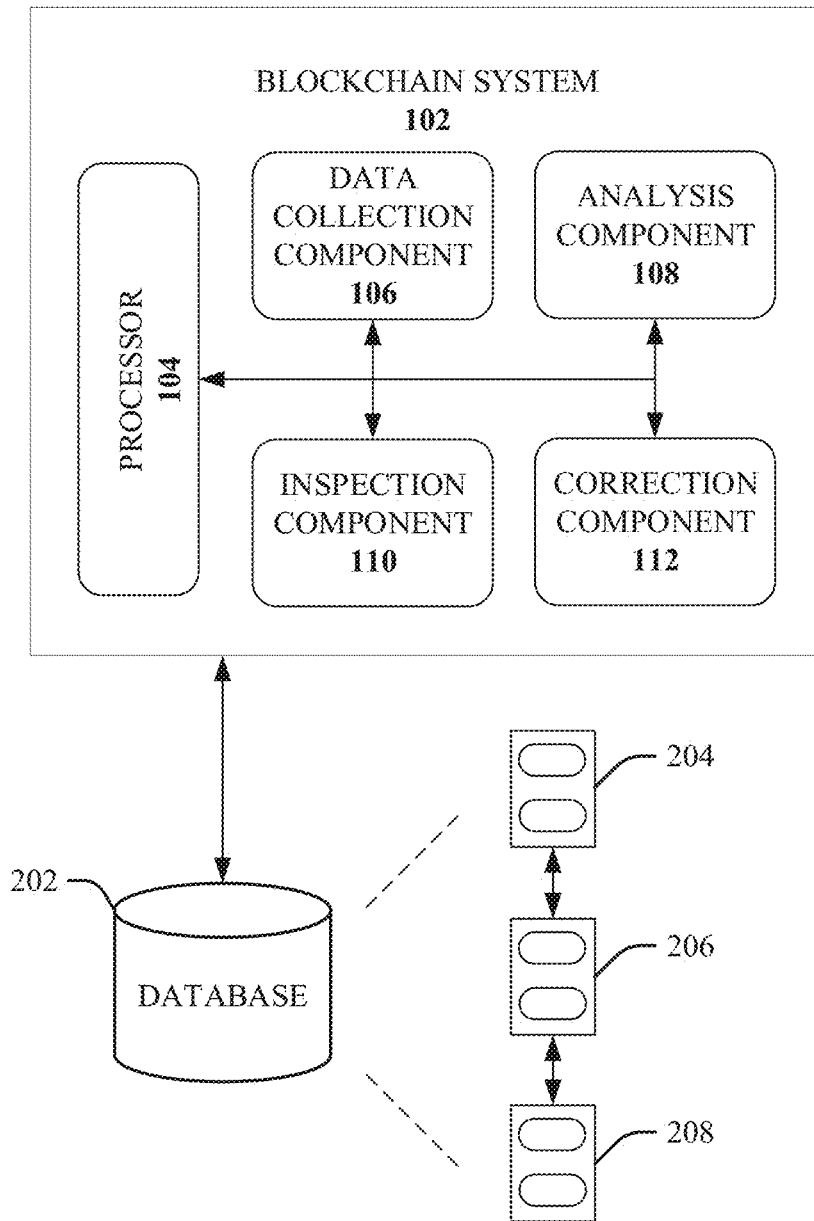 BLOCKCHAIN SYSTEM
102
PROCESSOR
104
DATA
COLLECTION
COMPONENT
106
ANALYSIS
COMPONENT
108
INSPECTION
COMPONENT
110
CORRECTION
COMPONENT
112
204
202
DATABASE
206
208